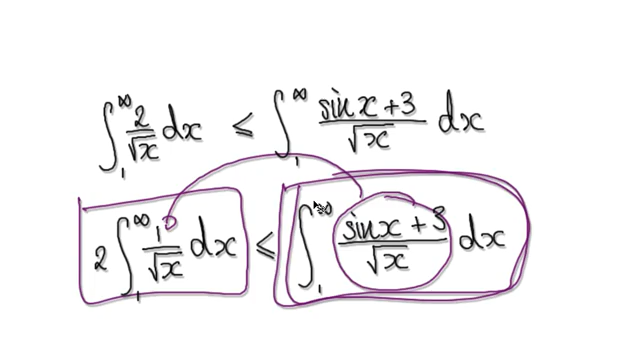 ∫₁^∞ 2/√x dx ≤ ∫₁^∞ (sin x + 3)/√x dx
2 ∫₁^∞ 1/√x dx ≤ ∫₁^∞ (sin x + 3)/√x dx